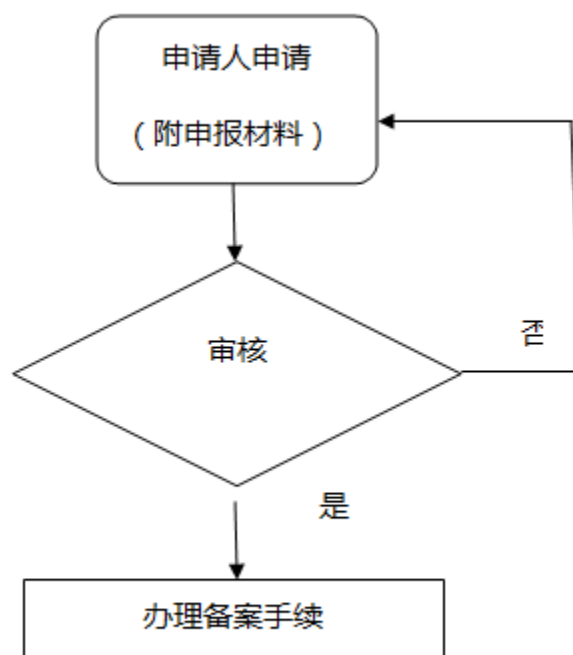 申请人申请
（附申报材料）
审核
否
是
办理备案手续